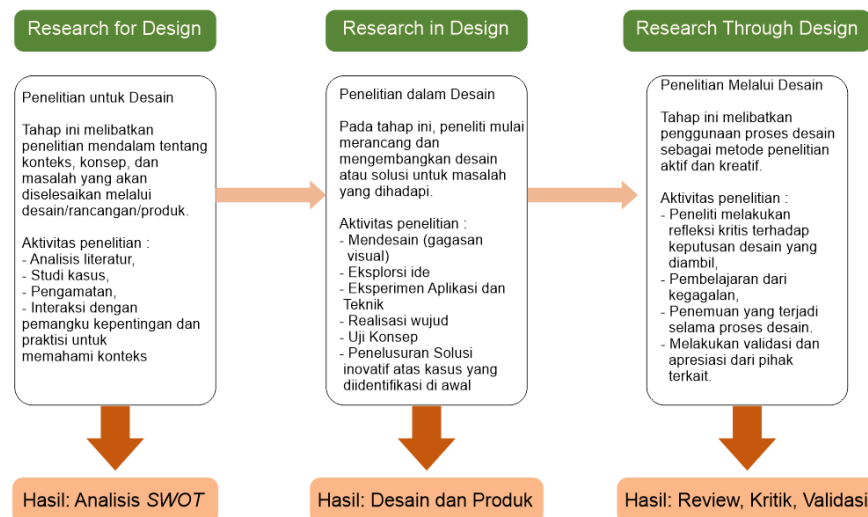 Research for Design
Research in Design
Research Through Design
Penelitian untuk Desain
Tahap ini melibatkan
penelitian mendalam tentang
konteks, konsep, dan
masalah yang akan
diselesaikan melalui
desain/rancangan/produk.
Aktivitas penelitian :
- Analisis literatur,
- Studi kasus,
- Pengamatan,
- Interaksi dengan
pemangku kepentingan dan
praktisi untuk
memahami konteks
Penelitian dalam Desain
Pada tahap ini, peneliti mulai
merancang dan
mengembangkan desain
atau solusi untuk masalah
yang dihadapi.
Aktivitas penelitian :
- Mendesain (gagasan
visual)
- Eksplorsi ide
- Eksperimen Aplikasi dan
Teknik
- Realisasi wujud
- Uji Konsep
- Penelusuran Solusi
inovatif atas kasus yang
diidentifikasi di awal
Penelitian Melalui Desain
Tahap ini melibatkan
penggunaan proses desain
sebagai metode penelitian
aktif dan kreatif.
Aktivitas penelitian :
- Peneliti melakukan
refleksi kritis terhadap
keputusan desain yang
diambil,
- Pembelajaran dari
kegagalan,
- Penemuan yang terjadi
selama proses desain.
- Melakukan validasi dan
apresiasi dari pihak
terkait.
Hasil: Analisis SWOT
Hasil: Desain dan Produk
Hasil: Review, Kritik, Validasi